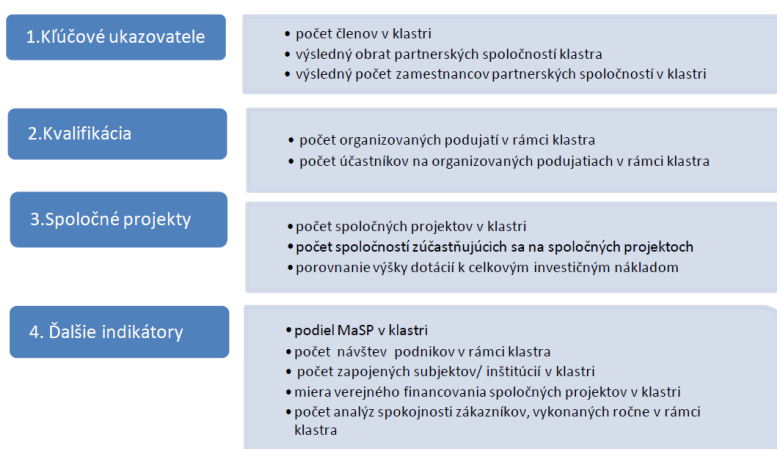 1.Kľúčové ukazovatele
• počet členov v klastri
• výsledný obrat partnerských spoločností klastra
• výsledný počet zamestnancov partnerských spoločností v klastri
2.Kvalifikácia
• počet organizovaných podujatí v rámci klastra
• počet účastníkov na organizovaných podujatiach v rámci klastra
3.Spoločné projekty
• počet spoločných projektov v klastri
• počet spoločností zúčastňujúcich sa na spoločných projektoch
• porovnanie výšky dotácií k celkovým investičným nákladom
4. Ďalšie indikátory
• podiel MaSP v klastri
• počet návštev podnikov v rámci klastra
• počet zapojených subjektov/ inštitúcií v klastri
• miera verejného financovania spoločných projektov v klastri
• počet analýz spokojnosti zákazníkov, vykonaných ročne v rámci
klastra